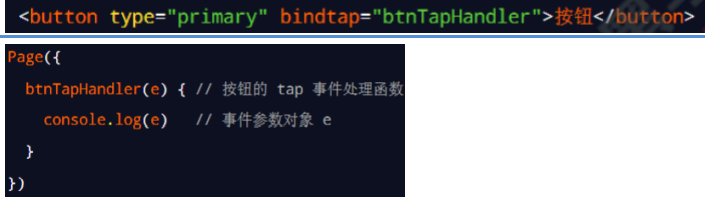 <button type="primary" bindtap="btnTapHandler">按钮</button>
Page({
btnTapHandler(e) { // 按钮的 tap 事件处理函数
console.log(e) // 事件参数对象 e
}
})